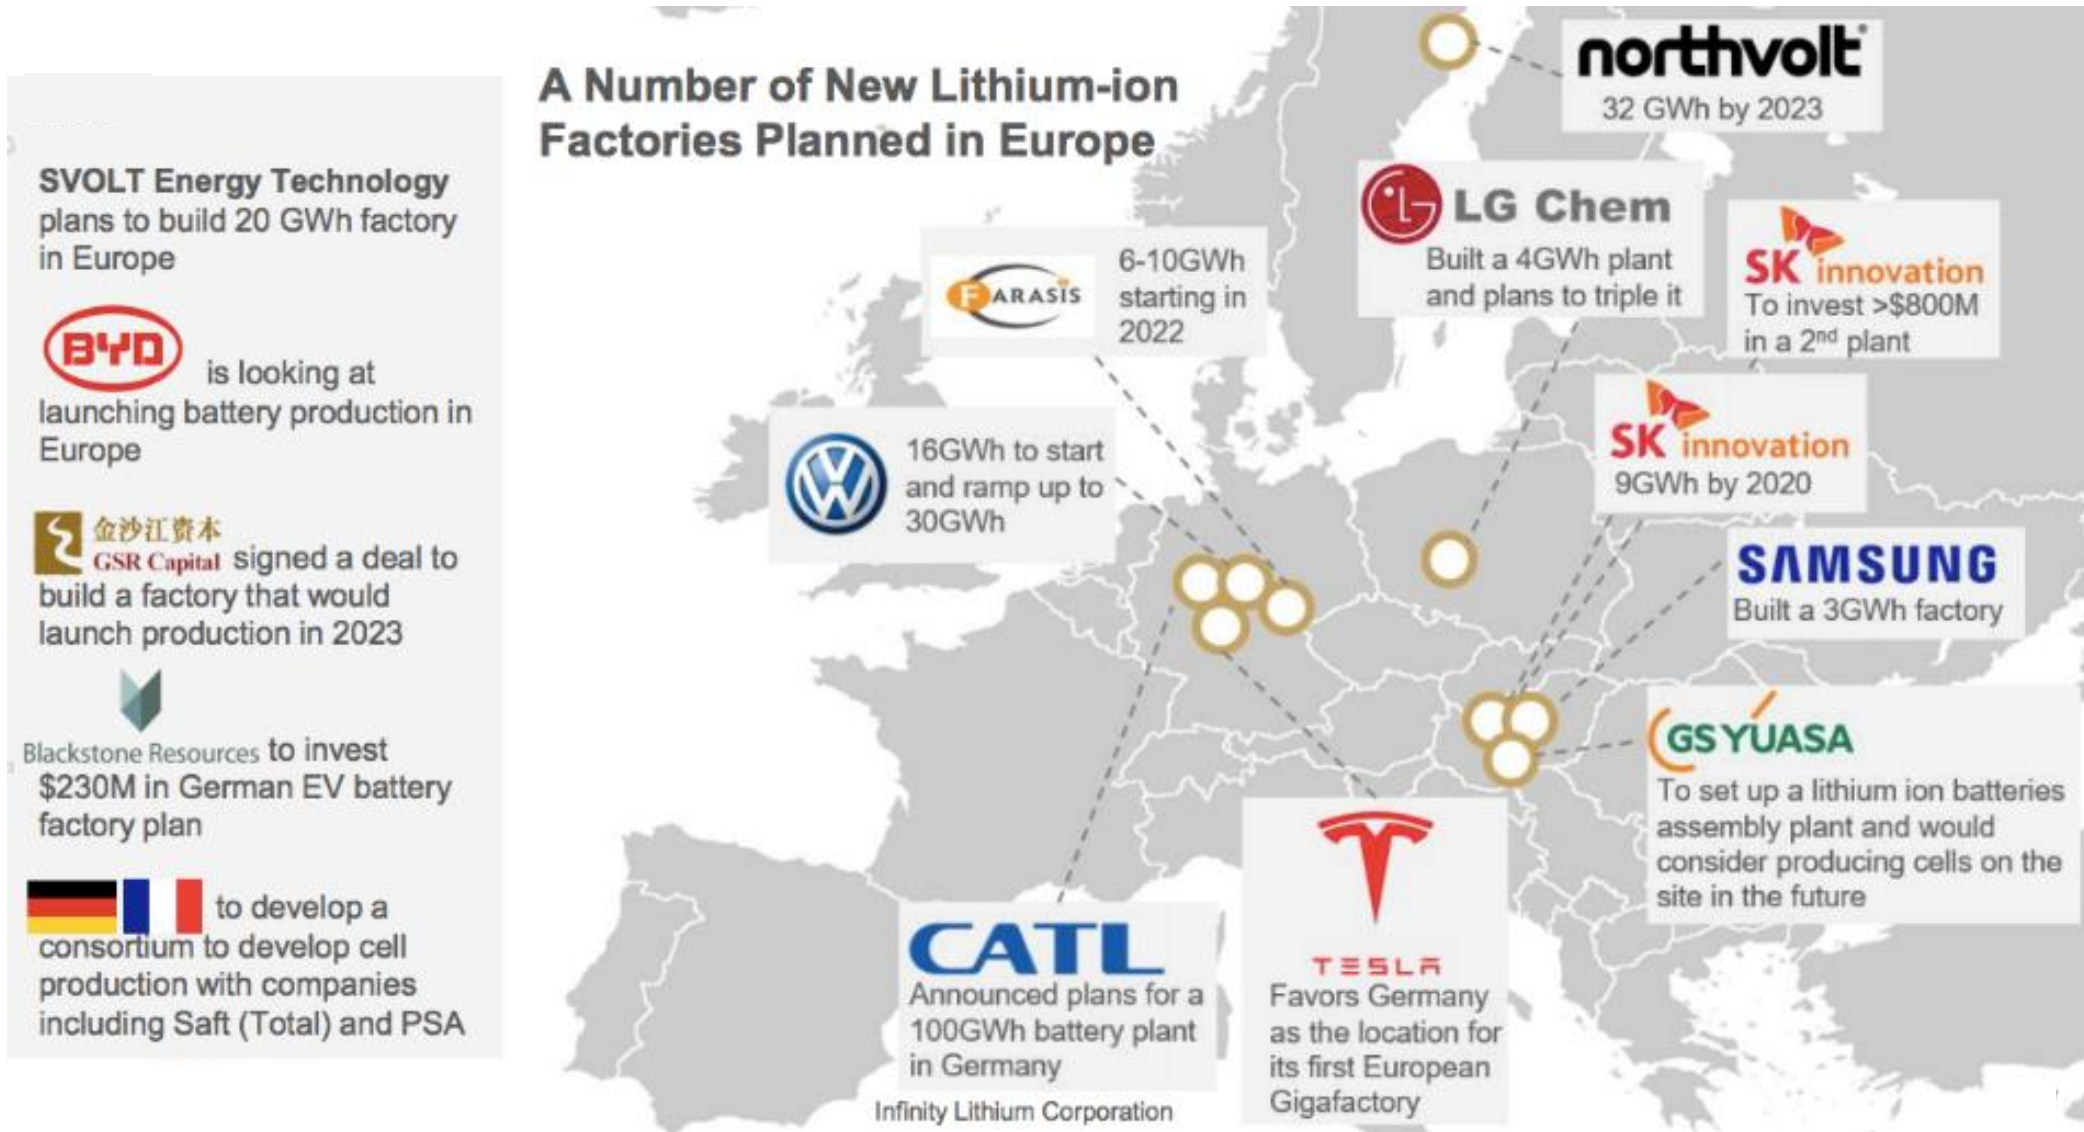 A Number of New Lithium-ion
Factories Planned in Europe
SVOLT Energy Technology
plans to build 20 GWh factory
in Europe
BYD
is looking at
launching battery production in
Europe
金沙江资本
GSR Capital signed a deal to
build a factory that would
launch production in 2023
Blackstone Resources to invest
$230M in German EV battery
factory plan
to develop a
consortium to develop cell
production with companies
including Saft (Total) and PSA
northvolt
32 GWh by 2023
LG Chem
Built a 4GWh plant
and plans to triple it
SK innovation
To invest >$800M
in a 2nd plant
FARASIS
6-10GWh
starting in
2022
SK innovation
9GWh by 2020
VW
16GWh to start
and ramp up to
30GWh
SAMSUNG
Built a 3GWh factory
GS YUASA
To set up a lithium ion batteries
assembly plant and would
consider producing cells on the
site in the future
TESLA
Favors Germany
as the location for
its first European
Gigafactory
CATL
Announced plans for a
100GWh battery plant
in Germany
Infinity Lithium Corporation